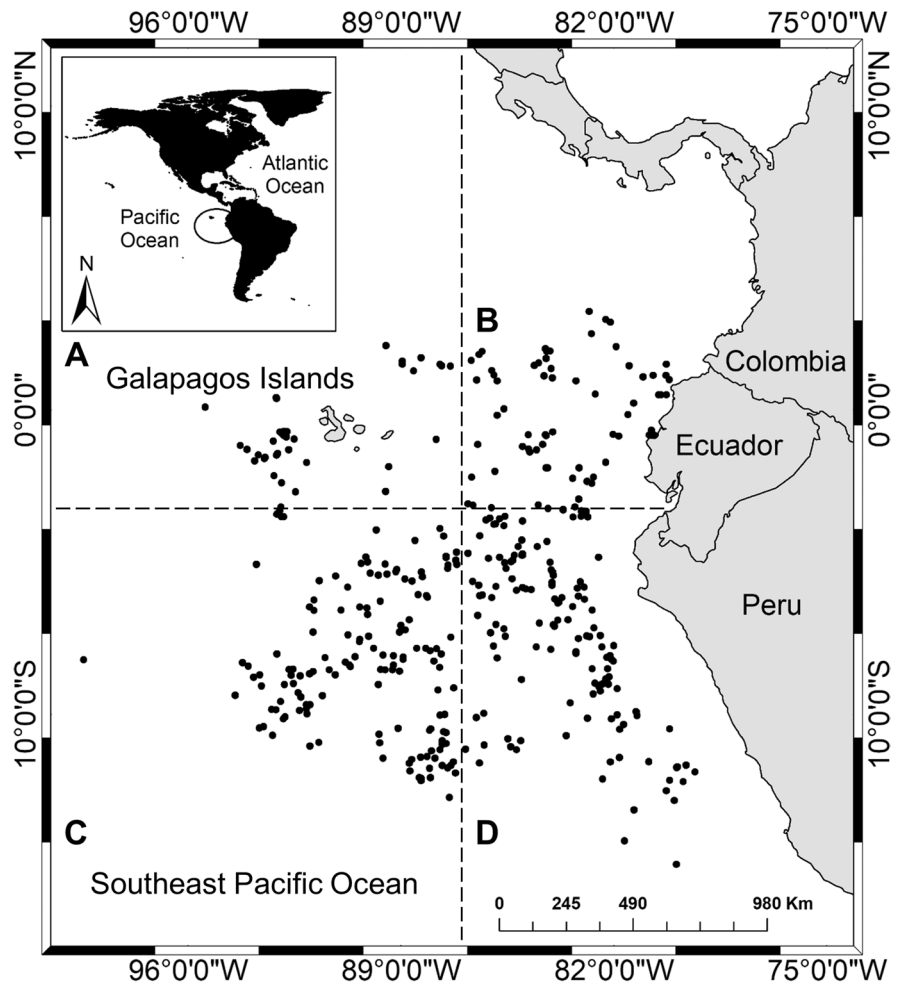 96°0'0"W 89°0'0"W 82°0'0"W 75°0'0"W
10°0'0"N
10°0'0"N
Atlantic
Ocean
Pacific
Ocean
N
B
A
Galapagos Islands
Colombia
0°0'0"
0°0'0"
Ecuador
Peru
10°0'0"S
10°0'0"S
C
D
Southeast Pacific Ocean
0 245 490 980 Km
96°0'0"W 89°0'0"W 82°0'0"W 75°0'0"W